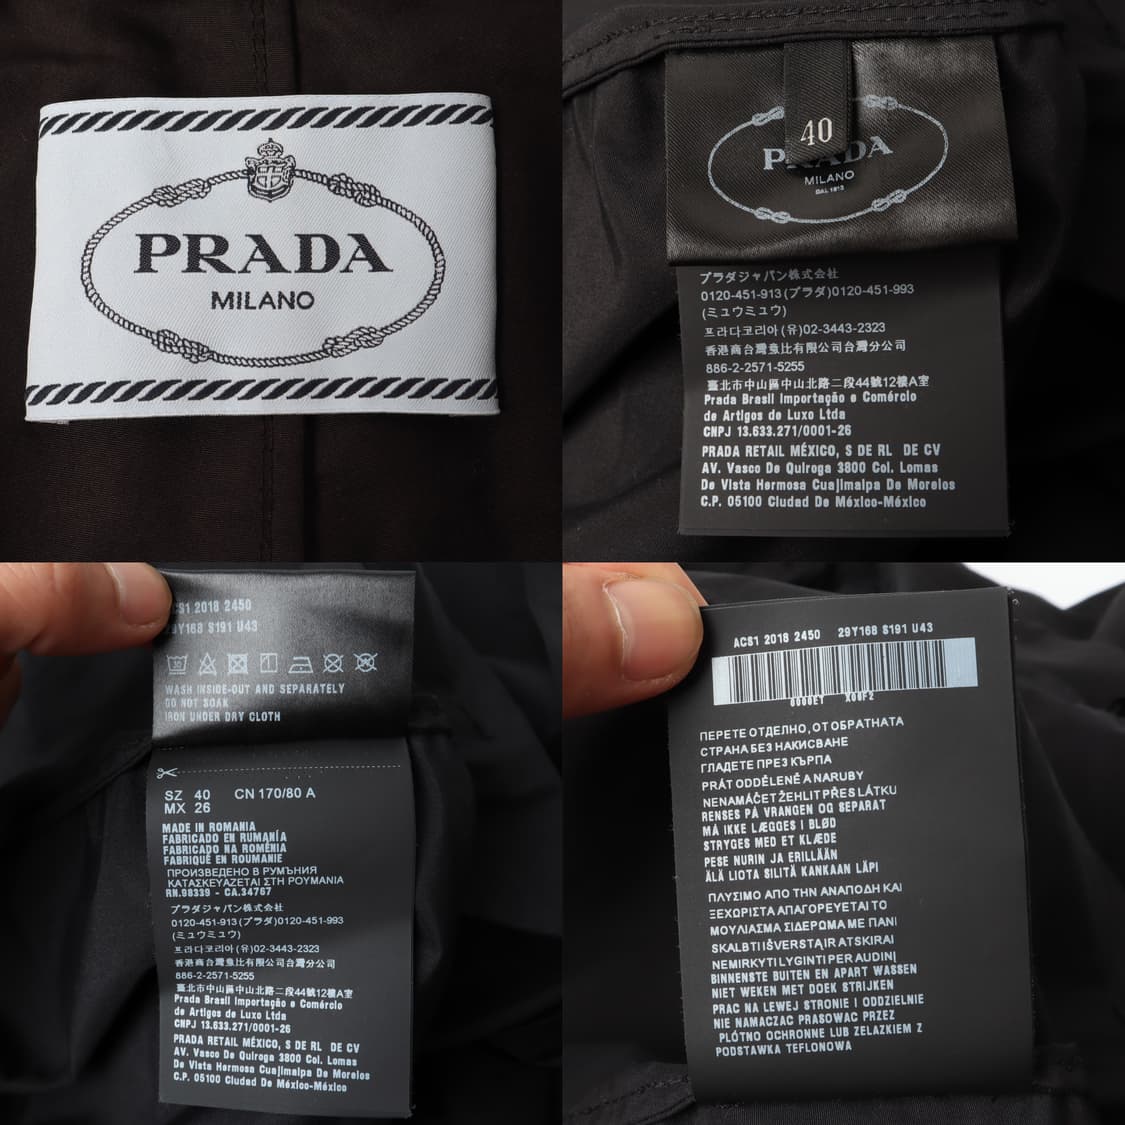 PRADA
MILANO
40
PRADA
MILANO
DAL 1913
プラダジャパン株式会社
0120-451-913(プラダ)0120-451-993
(ミュウミュウ)
프라다코리아(유)02-3443-2323
香港商台灣意比有限公司台灣分公司
886-2-2571-5255
臺北市中山區中山北路二段44號12樓A室
Prada Brasil Importação e Comércio
de Artigos de Luxo Ltda
CNPJ 13.633.271/0001-26
PRADA RETAIL MÉXICO, S DE RL DE CV
AV. Vasco De Quiroga 3800 Col. Lomas
De Vista Hermosa Cuajimalpa De Morelos
C.P. 05100 Ciudad De México-México
ACS1 2018 2450
29Y168 S191 U43
WASH INSIDE-OUT AND SEPARATELY
DO NOT SOAK
IRON UNDER DRY CLOTH
SZ 40 CN 170/80 A
MX 26
MADE IN ROMANIA
FABRICADO EN RUMANÍA
FABRICADO NA ROMÊNIA
FABRIQUÉ EN ROUMANIE
ПРОИЗВЕДЕНО В РУМЪНИЯ
ΚΑΤΑΣΚΕΥΑΖΕΤΑΙ ΣΤΗ ΡΟΥΜΑΝΙΑ
RN.98339 - CA.34767
プラダジャパン株式会社
0120-451-913(プラダ)0120-451-993
(ミュウミュウ)
프라다코리아(유)02-3443-2323
香港商台灣意比有限公司台灣分公司
886-2-2571-5255
臺北市中山區中山北路二段44號12樓A室
Prada Brasil Importação e Comércio
de Artigos de Luxo Ltda
CNPJ 13.633.271/0001-26
PRADA RETAIL MÉXICO, S DE RL DE CV
AV. Vasco De Quiroga 3800 Col. Lomas
De Vista Hermosa Cuajimalpa De Morelos
C.P. 05100 Ciudad De México-México
ACS1 2018 2450 29Y168 S191 U43
ПЕРЕТЕ ОТДЕЛНО, ОТ ОБРАТНАТА
СТРАНА БЕЗ НАКИСВАНЕ
ГЛАДЕТЕ ПРЕЗ КЪРПА
PRÁT ODDĚLENĚ A NARUBY
NENAMÁČET ŽEHLIT PŘES LÁTKU
RENSES PÅ VRANGEN OG SEPARAT
MÅ IKKE LÆGGES I BLØD
STRYGES MED ET KLÆDE
PESE NURIN JA ERILLÄÄN
ÄLÄ LIOTA SILITÄ KANKAAN LÄPI
ΠΛΥΣΙΜΟ ΑΠΟ ΤΗΝ ΑΝΑΠΟΔΗ ΚΑΙ
ΞΕΧΩΡΙΣΤΑ ΑΠΑΓΟΡΕΥΕΤΑΙ ΤΟ
ΜΟΥΛΙΑΣΜΑ ΣΙΔΕΡΩΜΑ ΜΕ ΠΑΝΙ
SKALBTI IŠVERSTĄ IR ATSKIRAI
NEMIRKYTI LYGINTI PER AUDINĮ
BINNENSTE BUITEN EN APART WASSEN
NIET WEKEN MET DOEK STRIJKEN
PRAC NA LEWEJ STRONIE I ODDZIELNIE
NIE NAMACZAC PRASOWAC PRZEZ
PLÓTNO OCHRONNE LUB ZELAZKIEM Z
PODSTAWKA TEFLONOWA